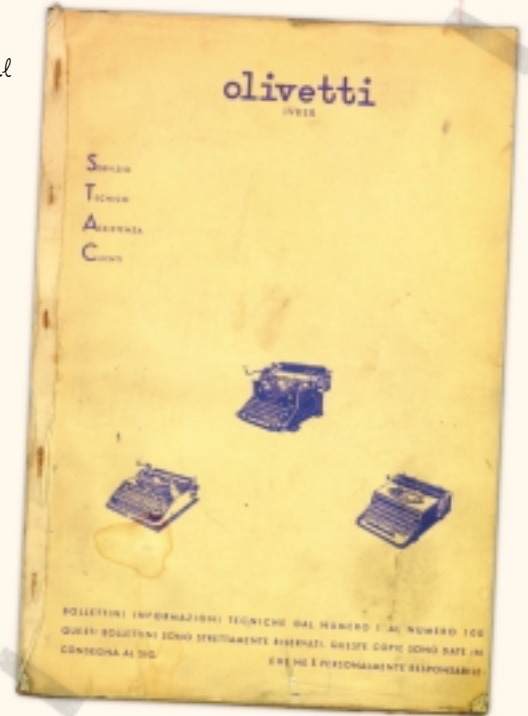 l
olivetti
IVREA
SERVIZIO
TECNICO
ASSISTENZA
CLIENTI
BOLLETTINI INFORMAZIONI TECNICHE DAL NUMERO 1 AL NUMERO 100
QUESTI BOLLETTINI SONO STRETTAMENTE RISERVATI. QUESTE COPIE SONO DATE IN
CONSEGNA AL SIG. CHE NE È PERSONALMENTE RESPONSABILE.